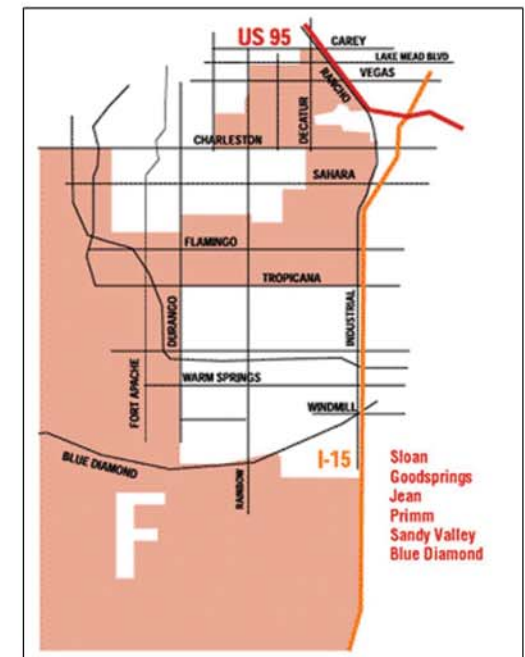 US 95
CAREY
LAKE MEAD BLVD
VEGAS
RANCHO
DECATUR
CHARLESTON
SAHARA
FLAMINGO
TROPICANA
DURANGO
INDUSTRIAL
FORT APACHE
WARM SPRINGS
WINDMILL
BLUE DIAMOND
RAINBOW
I-15
F
Sloan
Goodsprings
Jean
Primm
Sandy Valley
Blue Diamond